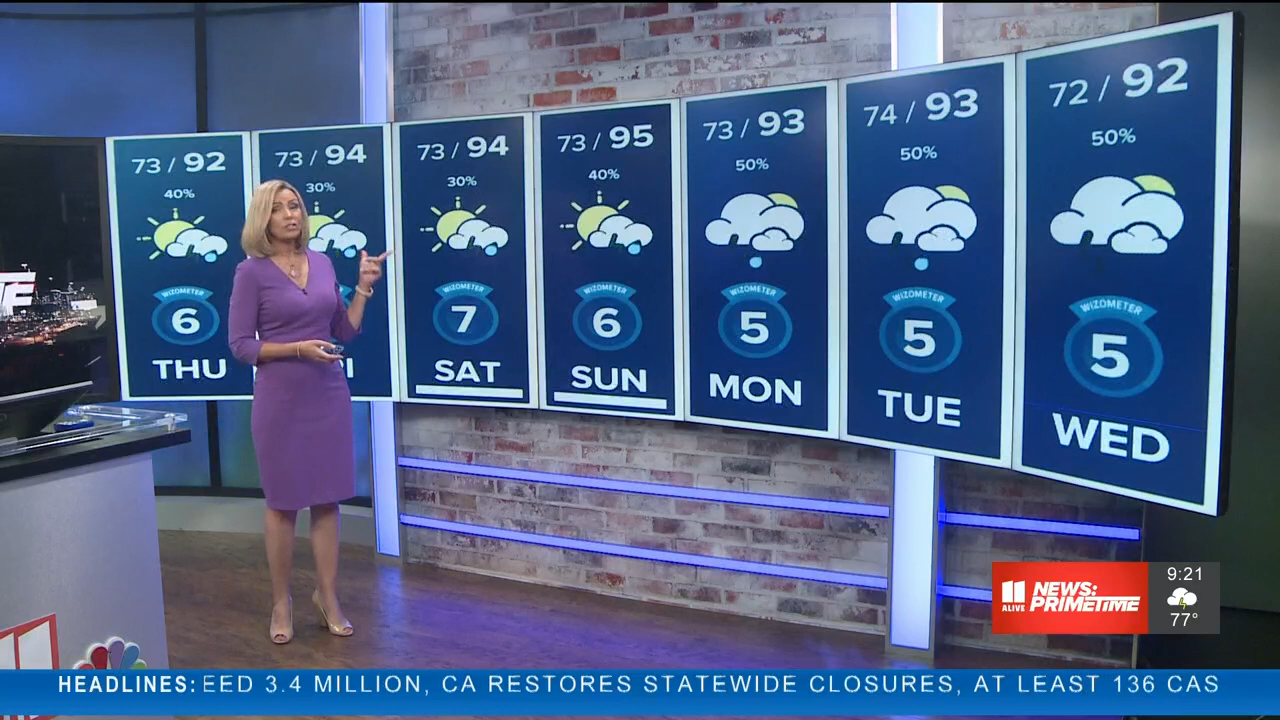 73 / 92
40%
WIZOMETER
6
THU
73 / 94
30%
73 / 94
30%
WIZOMETER
7
SAT
73 / 95
40%
WIZOMETER
6
SUN
73 / 93
50%
WIZOMETER
5
MON
74 / 93
50%
WIZOMETER
5
TUE
72 / 92
50%
WIZOMETER
5
WED
11
ALIVE
NEWS:
PRIMETIME
9:21
77°
HEADLINES: EED 3.4 MILLION, CA RESTORES STATEWIDE CLOSURES, AT LEAST 136 CAS